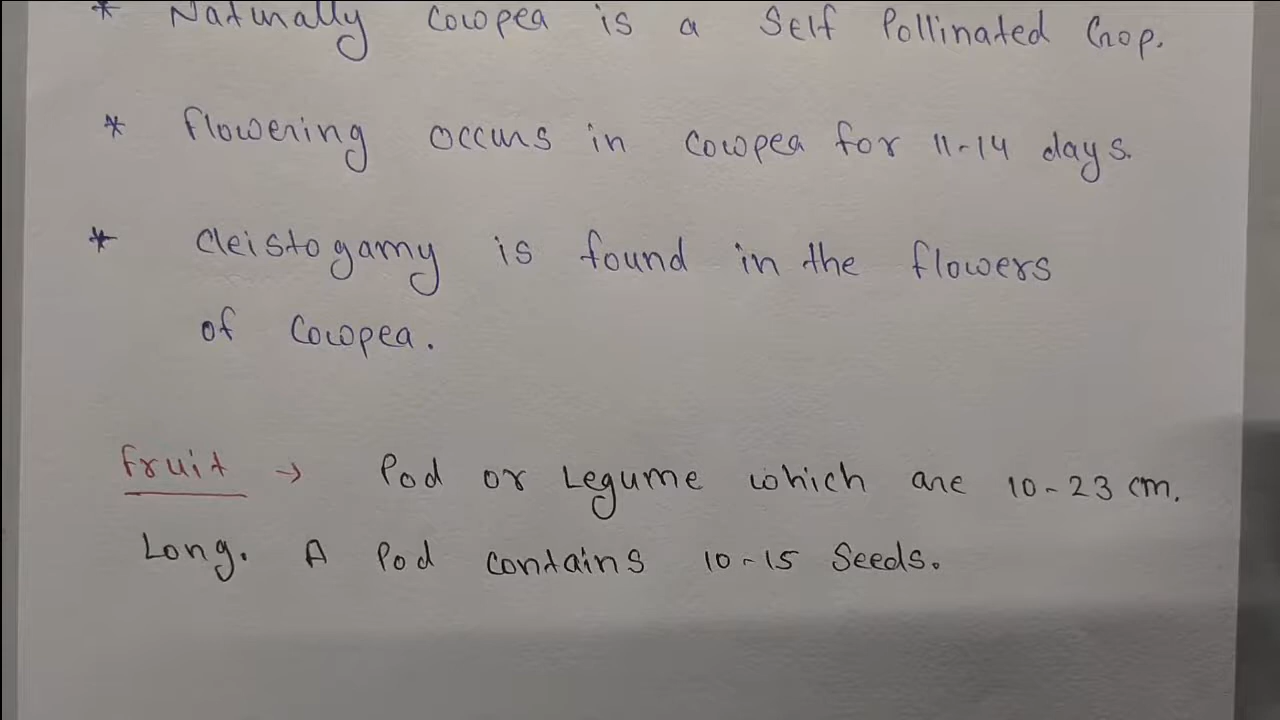 * Naturally cowpea is a Self Pollinated Crop.
* flowering occurs in cowpea for 11-14 days.
* cleistogamy is found in the flowers
of Cowpea.
fruit → Pod or Legume which are 10-23 cm.
Long. A Pod contains 10-15 Seeds.